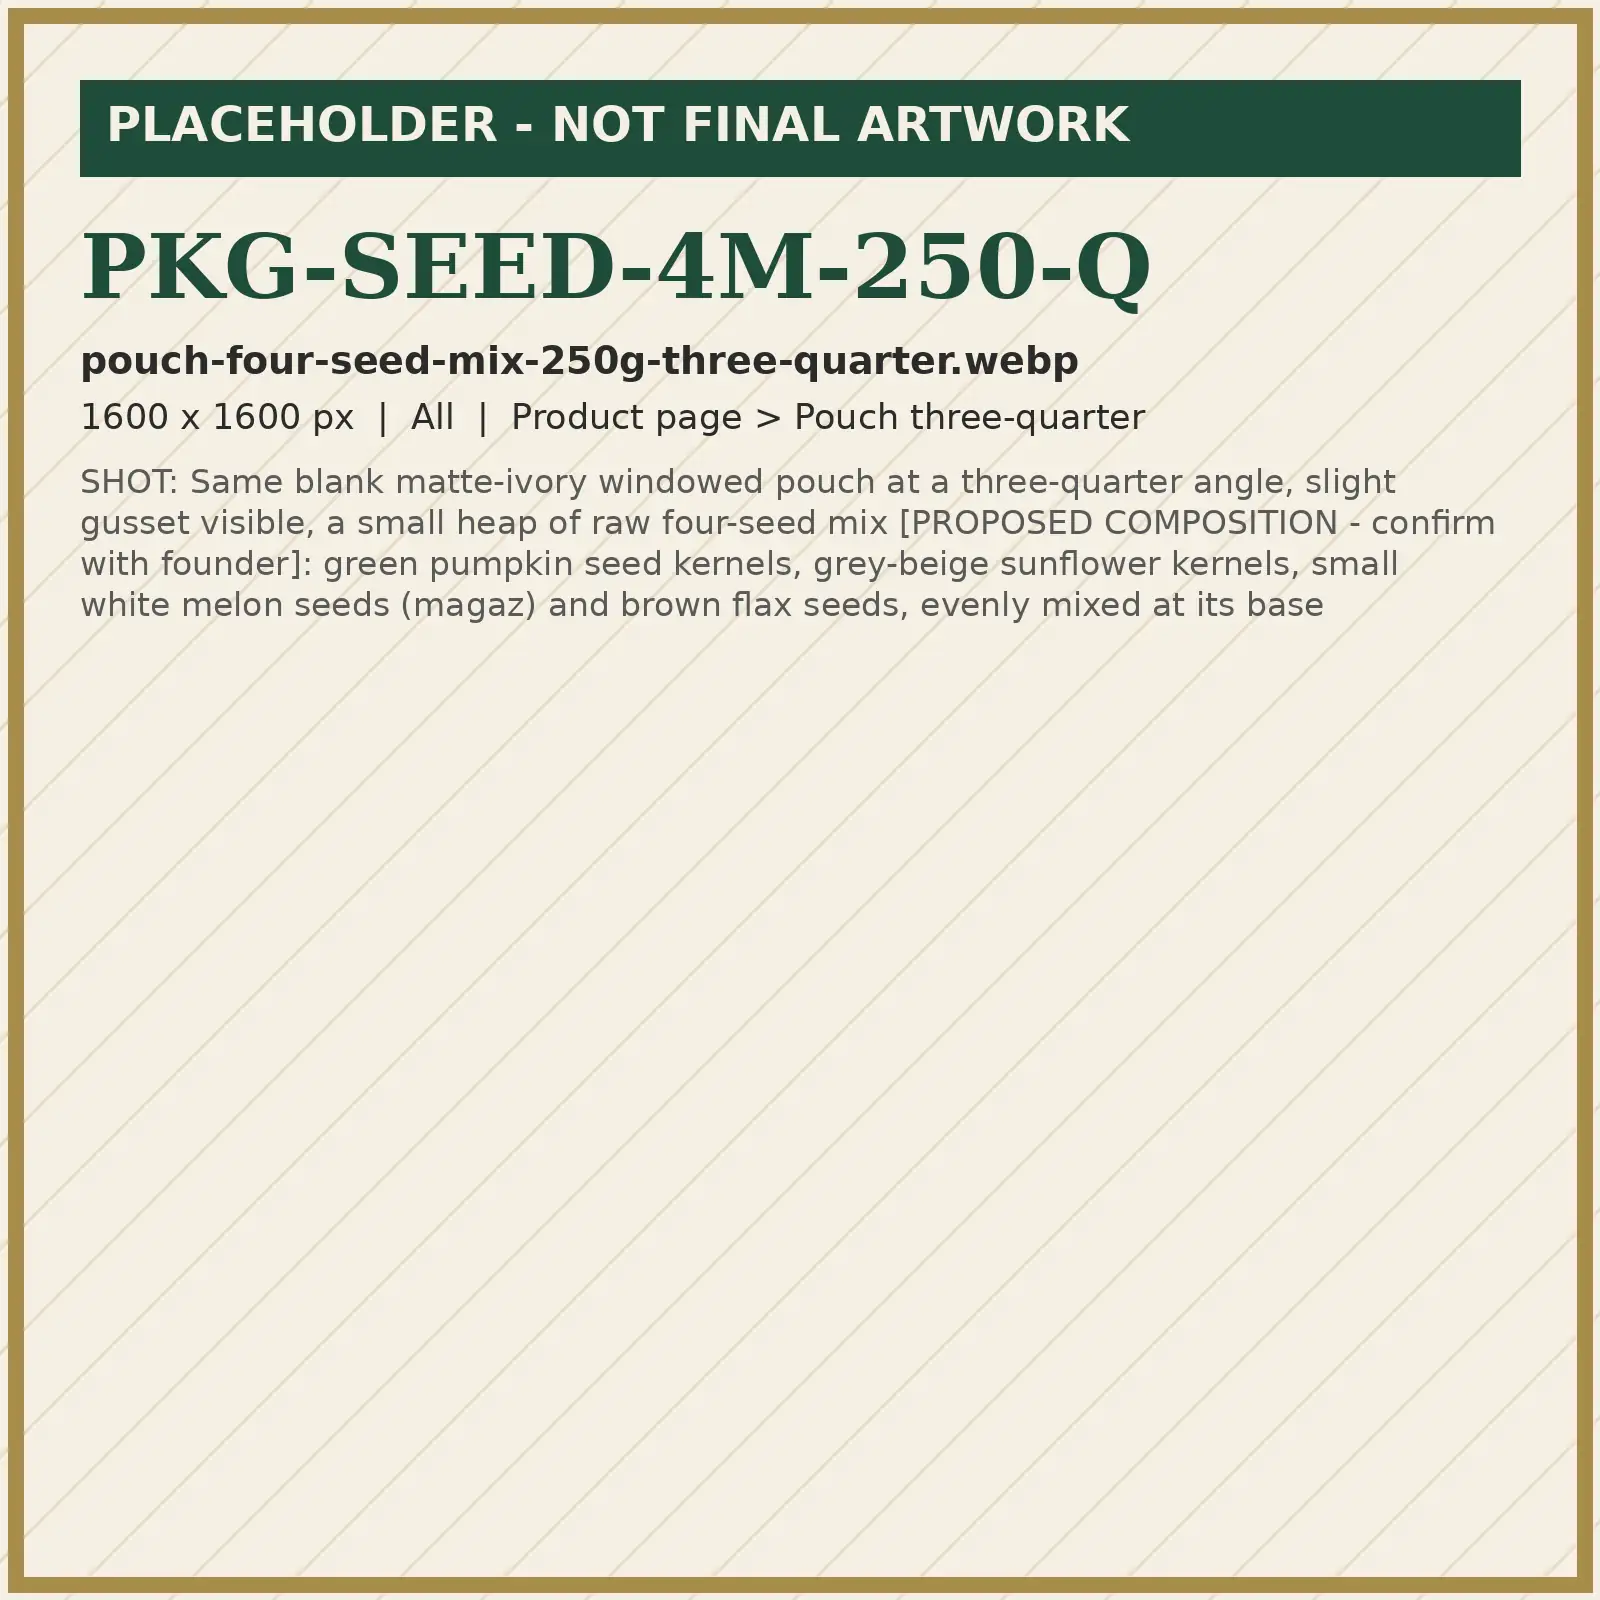 PLACEHOLDER - NOT FINAL ARTWORK
PKG-SEED-4M-250-Q
pouch-four-seed-mix-250g-three-quarter.webp
1600 x 1600 px | All | Product page > Pouch three-quarter
SHOT: Same blank matte-ivory windowed pouch at a three-quarter angle, slight
gusset visible, a small heap of raw four-seed mix [PROPOSED COMPOSITION - confirm
with founder]: green pumpkin seed kernels, grey-beige sunflower kernels, small
white melon seeds (magaz) and brown flax seeds, evenly mixed at its base